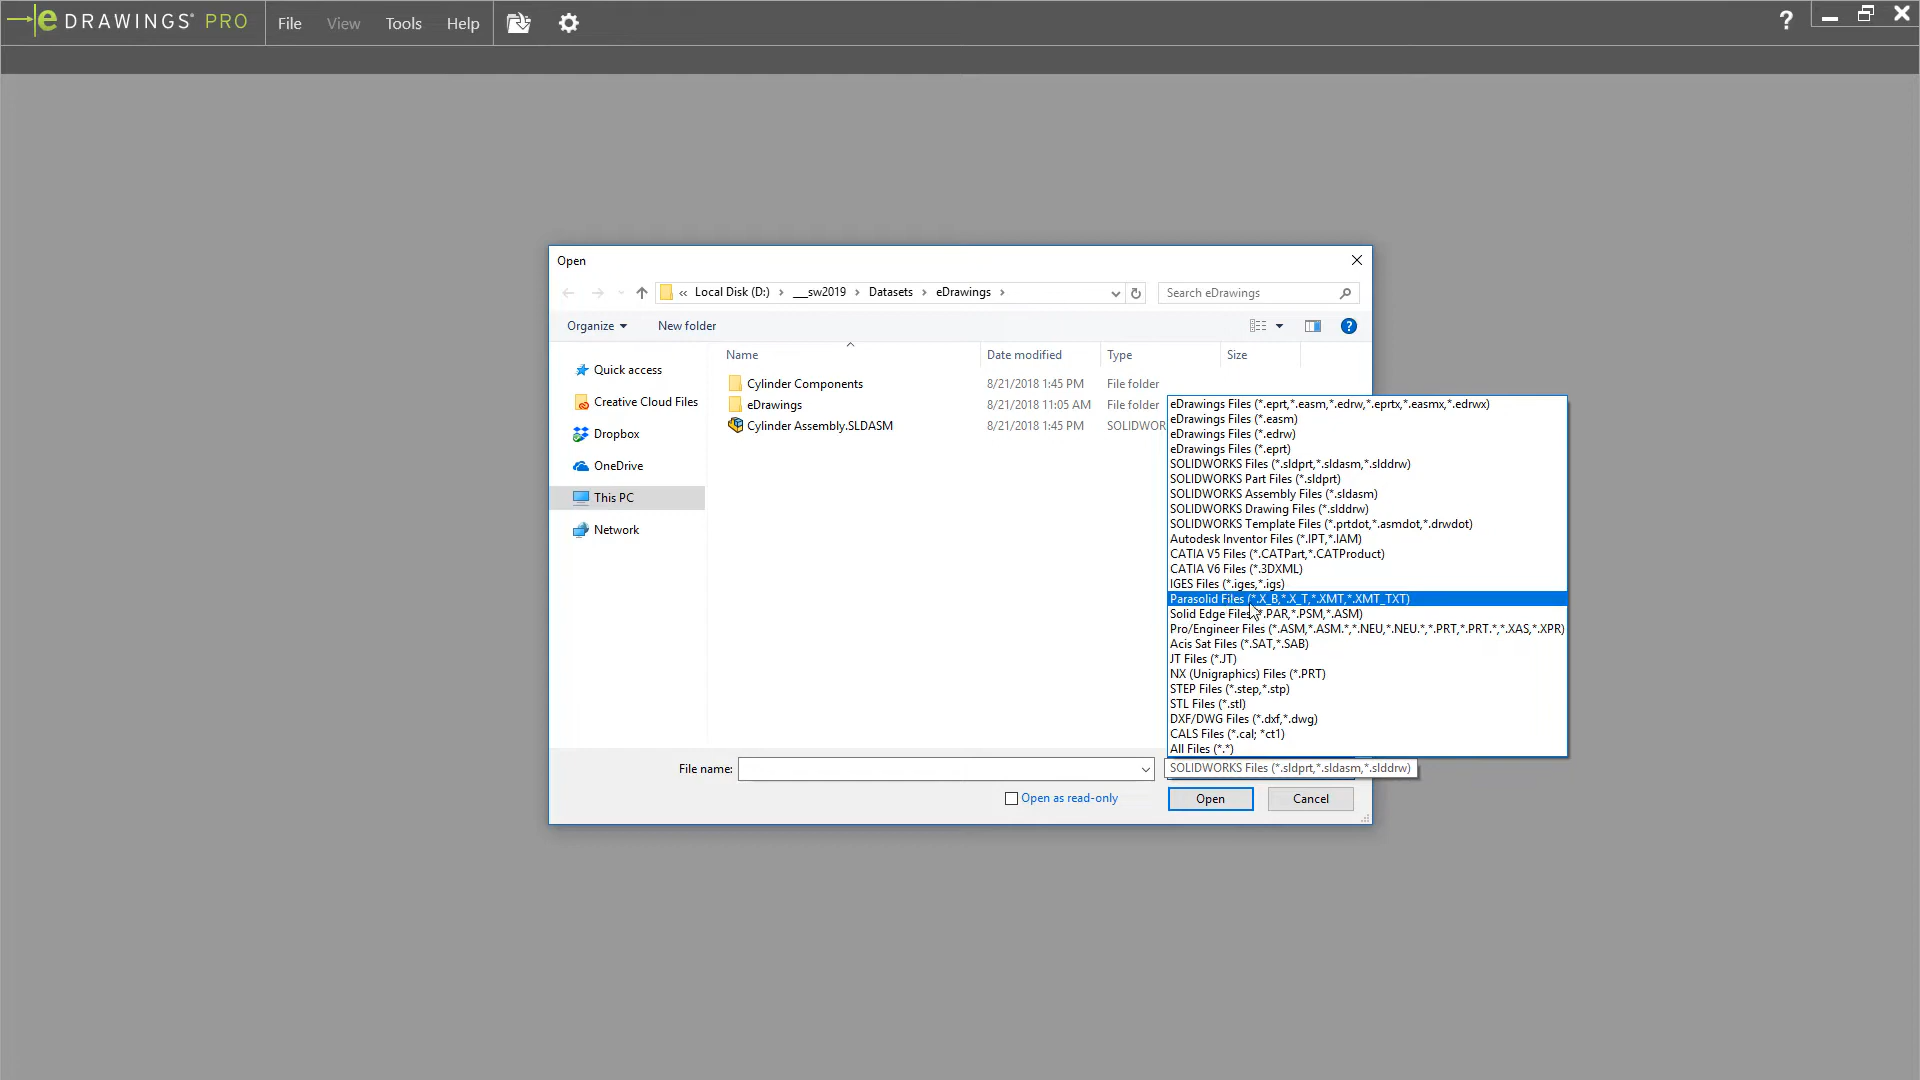 eDRAWINGS® PRO File View Tools Help ?
Open
« Local Disk (D:) › ___sw2019 › Datasets › eDrawings › Search eDrawings
Organize New folder ?
Name Date modified Type Size
Quick access
Creative Cloud Files
Dropbox
OneDrive
This PC
Network
Cylinder Components 8/21/2018 1:45 PM File folder
eDrawings 8/21/2018 11:05 AM File folder
Cylinder Assembly.SLDASM 8/21/2018 1:45 PM SOLIDWOR
eDrawings Files (*.eprt,*.easm,*.edrw,*.eprtx,*.easmx,*.edrwx)
eDrawings Files (*.easm)
eDrawings Files (*.edrw)
eDrawings Files (*.eprt)
SOLIDWORKS Files (*.sldprt,*.sldasm,*.slddrw)
SOLIDWORKS Part Files (*.sldprt)
SOLIDWORKS Assembly Files (*.sldasm)
SOLIDWORKS Drawing Files (*.slddrw)
SOLIDWORKS Template Files (*.prtdot,*.asmdot,*.drwdot)
Autodesk Inventor Files (*.IPT,*.IAM)
CATIA V5 Files (*.CATPart,*.CATProduct)
CATIA V6 Files (*.3DXML)
IGES Files (*.iges,*.igs)
Parasolid Files (*.X_B,*.X_T,*.XMT,*.XMT_TXT)
Solid Edge Files (*.PAR,*.PSM,*.ASM)
Pro/Engineer Files (*.ASM,*.ASM.*,*.NEU,*.NEU.*,*.PRT,*.PRT.*,*.XAS,*.XPR)
Acis Sat Files (*.SAT,*.SAB)
JT Files (*.JT)
NX (Unigraphics) Files (*.PRT)
STEP Files (*.step,*.stp)
STL Files (*.stl)
DXF/DWG Files (*.dxf,*.dwg)
CALS Files (*.cal; *ct1)
All Files (*.*)
File name: SOLIDWORKS Files (*.sldprt,*.sldasm,*.slddrw)
Open as read-only Open Cancel